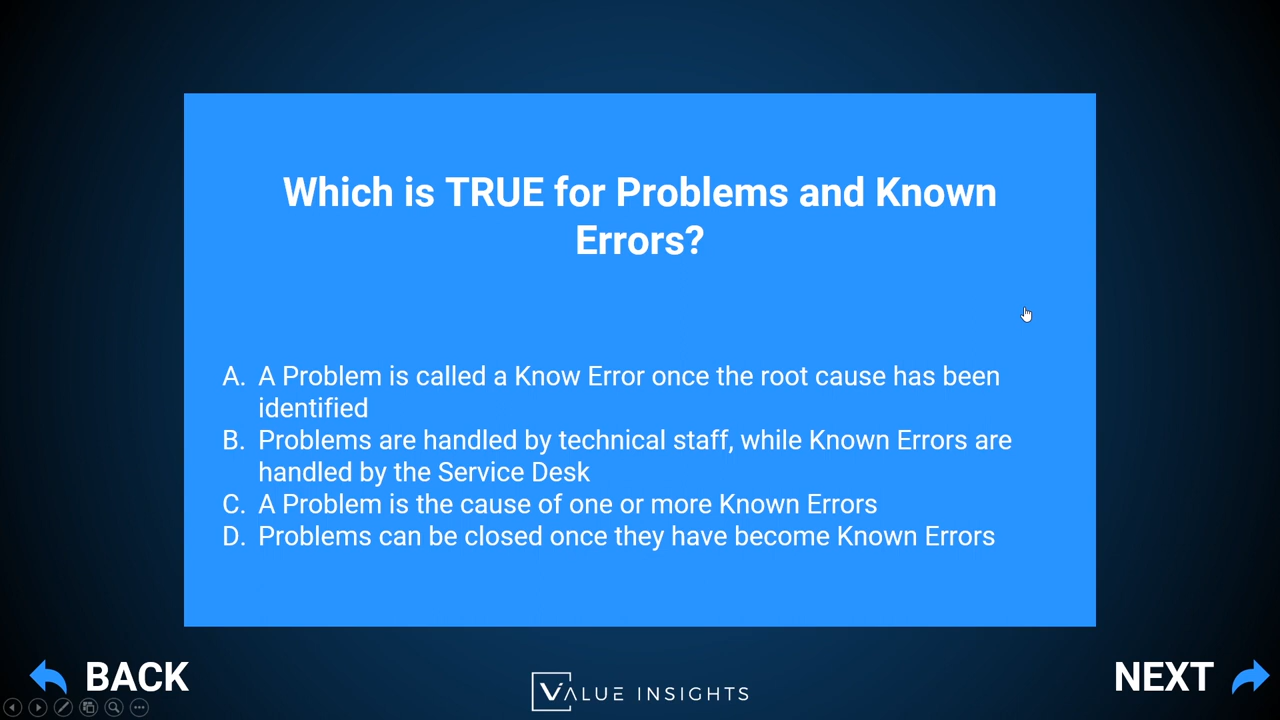 Which is TRUE for Problems and Known
Errors?
A. A Problem is called a Know Error once the root cause has been
identified
B. Problems are handled by technical staff, while Known Errors are
handled by the Service Desk
C. A Problem is the cause of one or more Known Errors
D. Problems can be closed once they have become Known Errors
BACK
NEXT
VALUE INSIGHTS